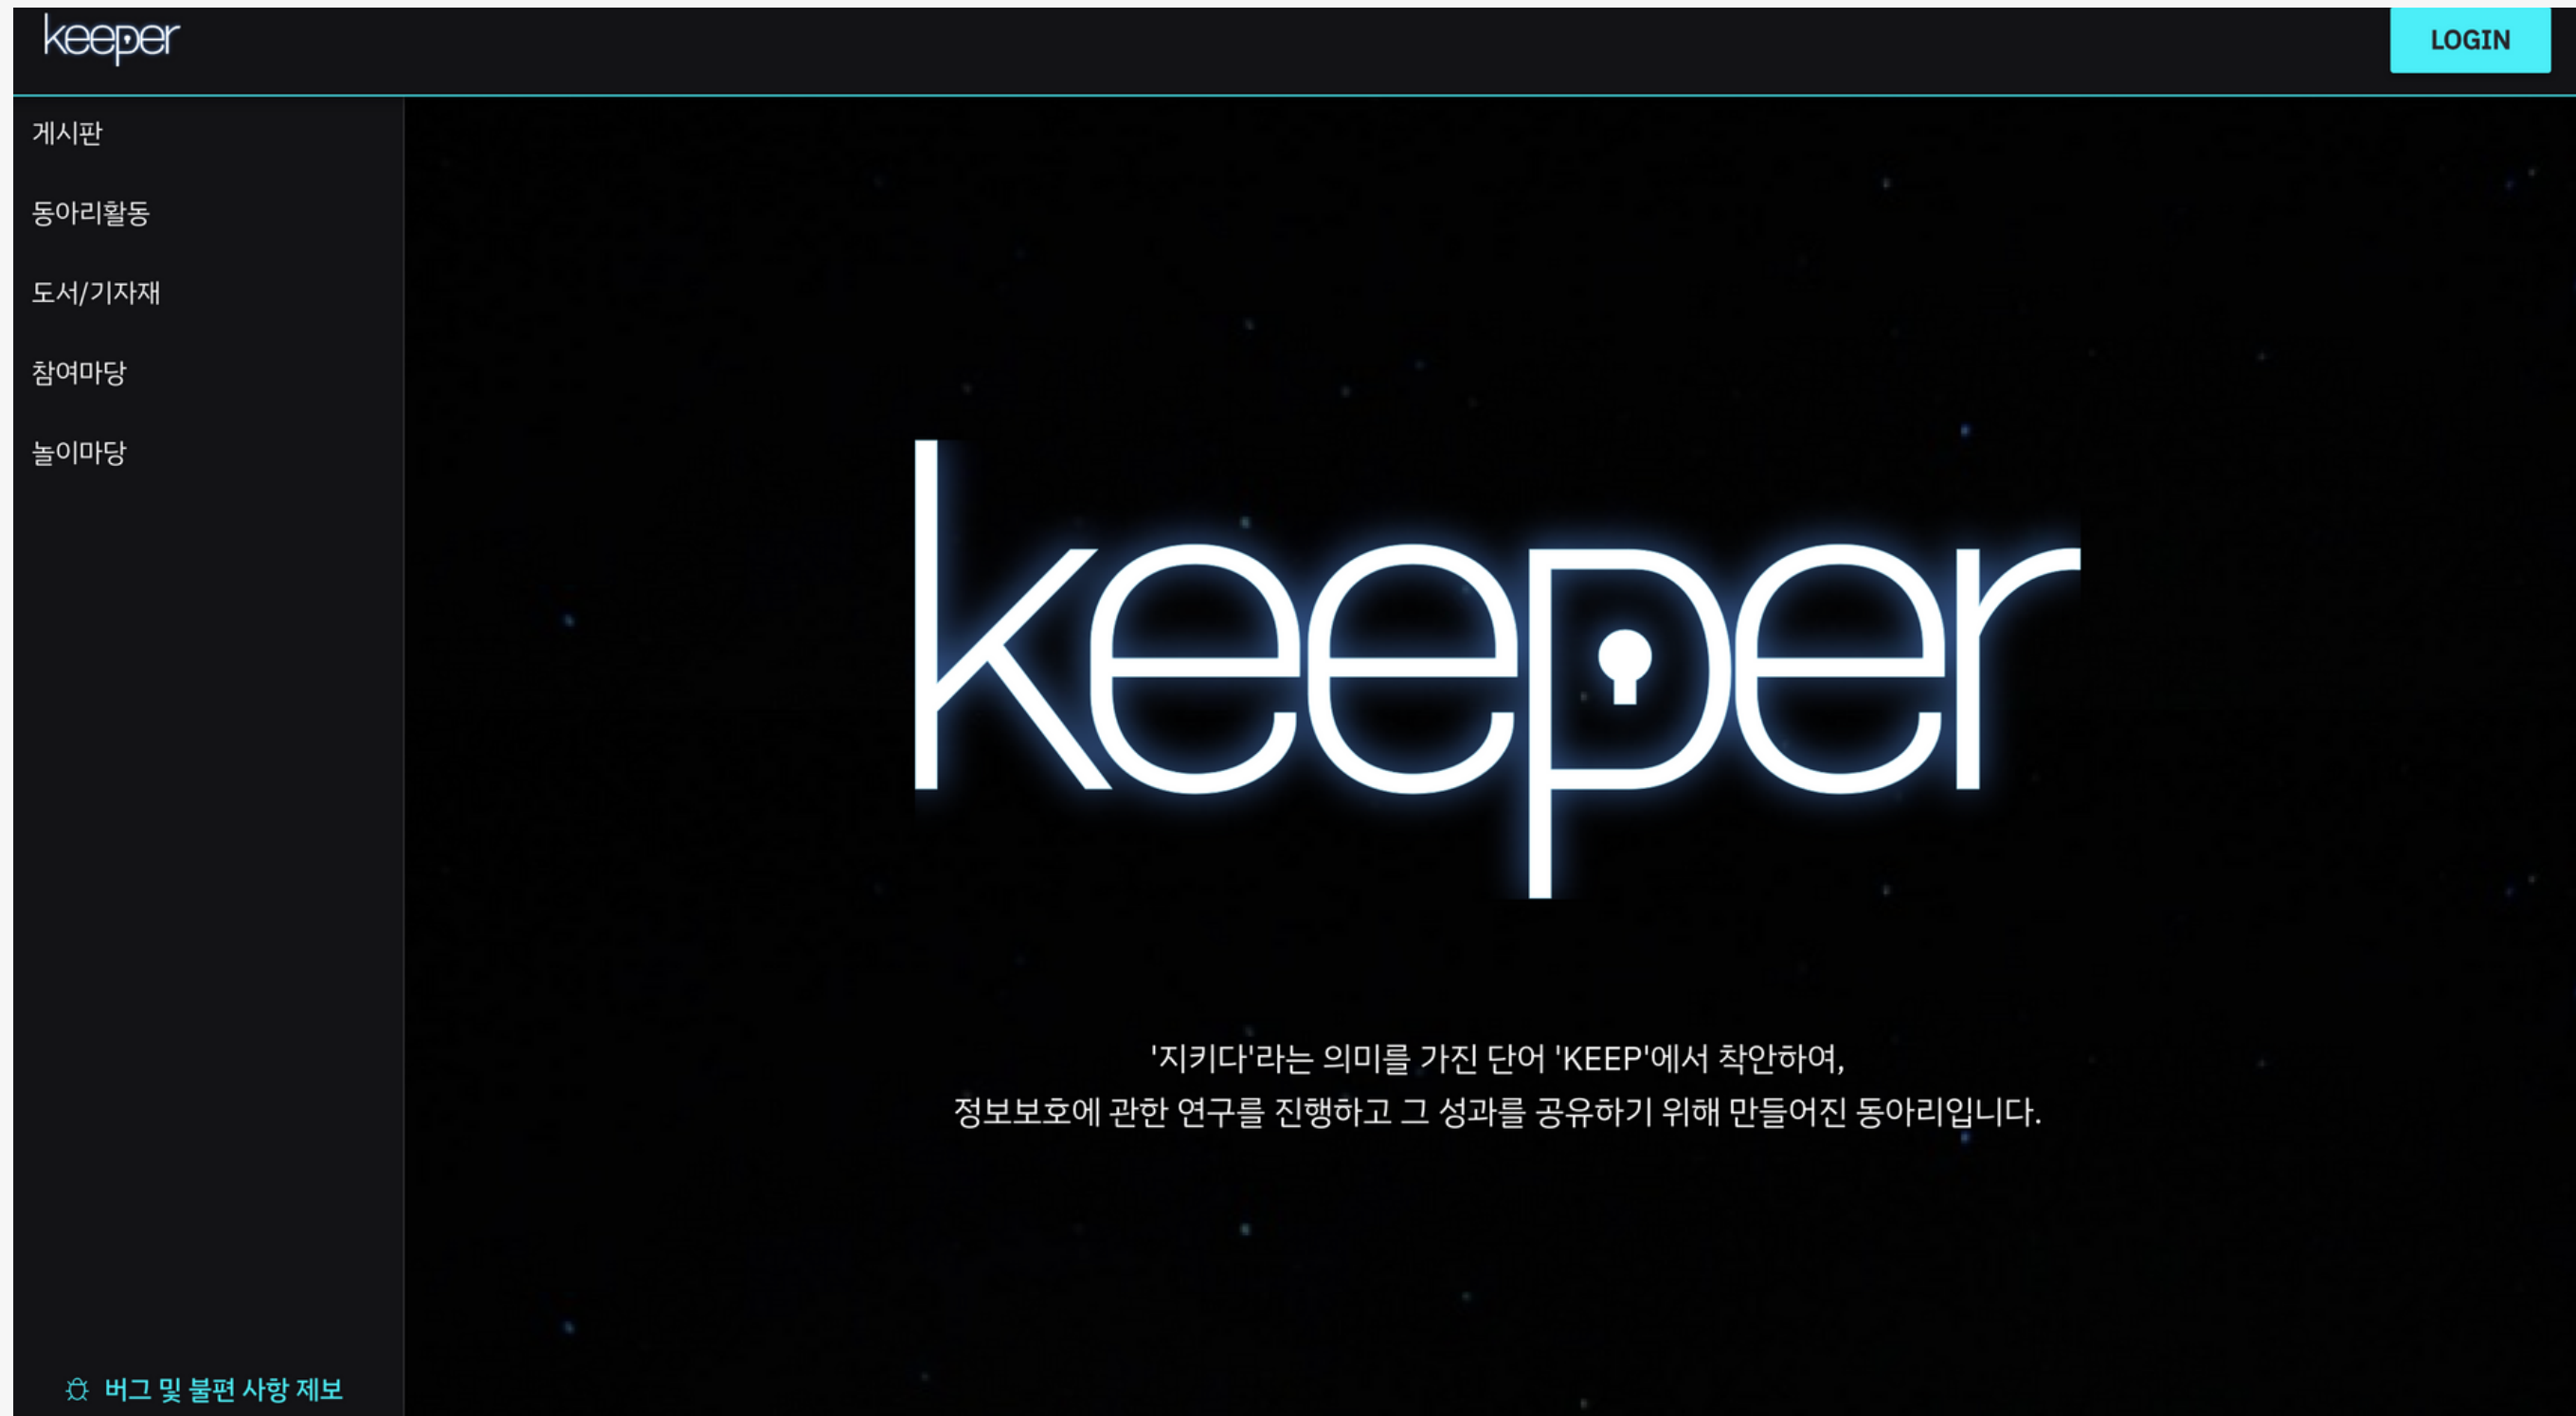 keeper
LOGIN
게시판
동아리활동
도서/기자재
참여마당
놀이마당
keeper
'지키다'라는 의미를 가진 단어 'KEEP'에서 착안하여,
정보보호에 관한 연구를 진행하고 그 성과를 공유하기 위해 만들어진 동아리입니다.
버그 및 불편 사항 제보